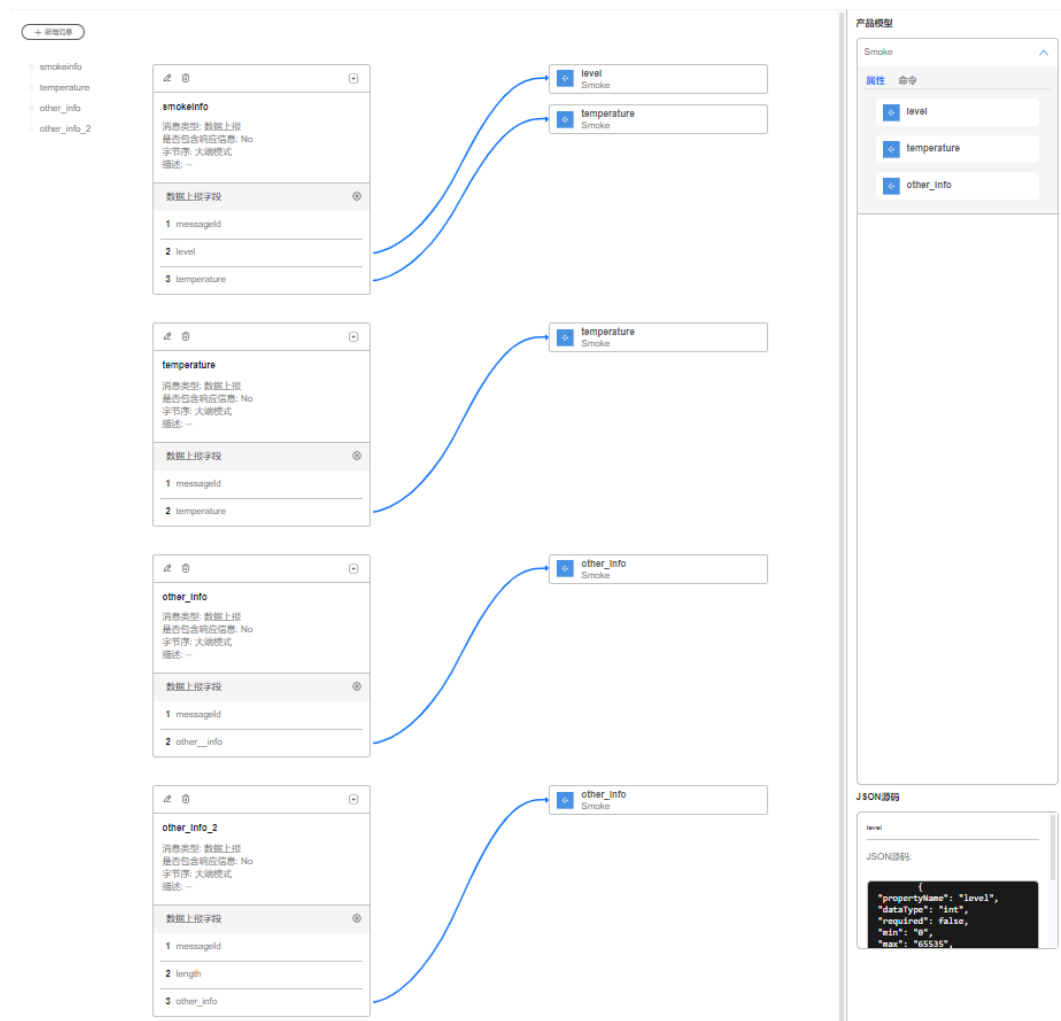 + 新增消息
smokeinfo
temperature
other_info
other_info_2
smokeinfo
消息类型: 数据上报
是否包含响应信息: No
字节序: 大端模式
描述: --
数据上报字段
1 messageId
2 level
3 temperature
level
Smoke
temperature
Smoke
temperature
消息类型: 数据上报
是否包含响应信息: No
字节序: 大端模式
描述: --
数据上报字段
1 messageId
2 temperature
temperature
Smoke
other_info
消息类型: 数据上报
是否包含响应信息: No
字节序: 大端模式
描述: --
数据上报字段
1 messageId
2 other__info
other_info
Smoke
other_info_2
消息类型: 数据上报
是否包含响应信息: No
字节序: 大端模式
描述: --
数据上报字段
1 messageId
2 length
3 other_info
other_info
Smoke
产品模型
Smoke
属性 命令
level
temperature
other_info
JSON源码
level
JSON源码:
{
"propertyName": "level",
"dataType": "int",
"required": false,
"min": "0",
"max": "65535",